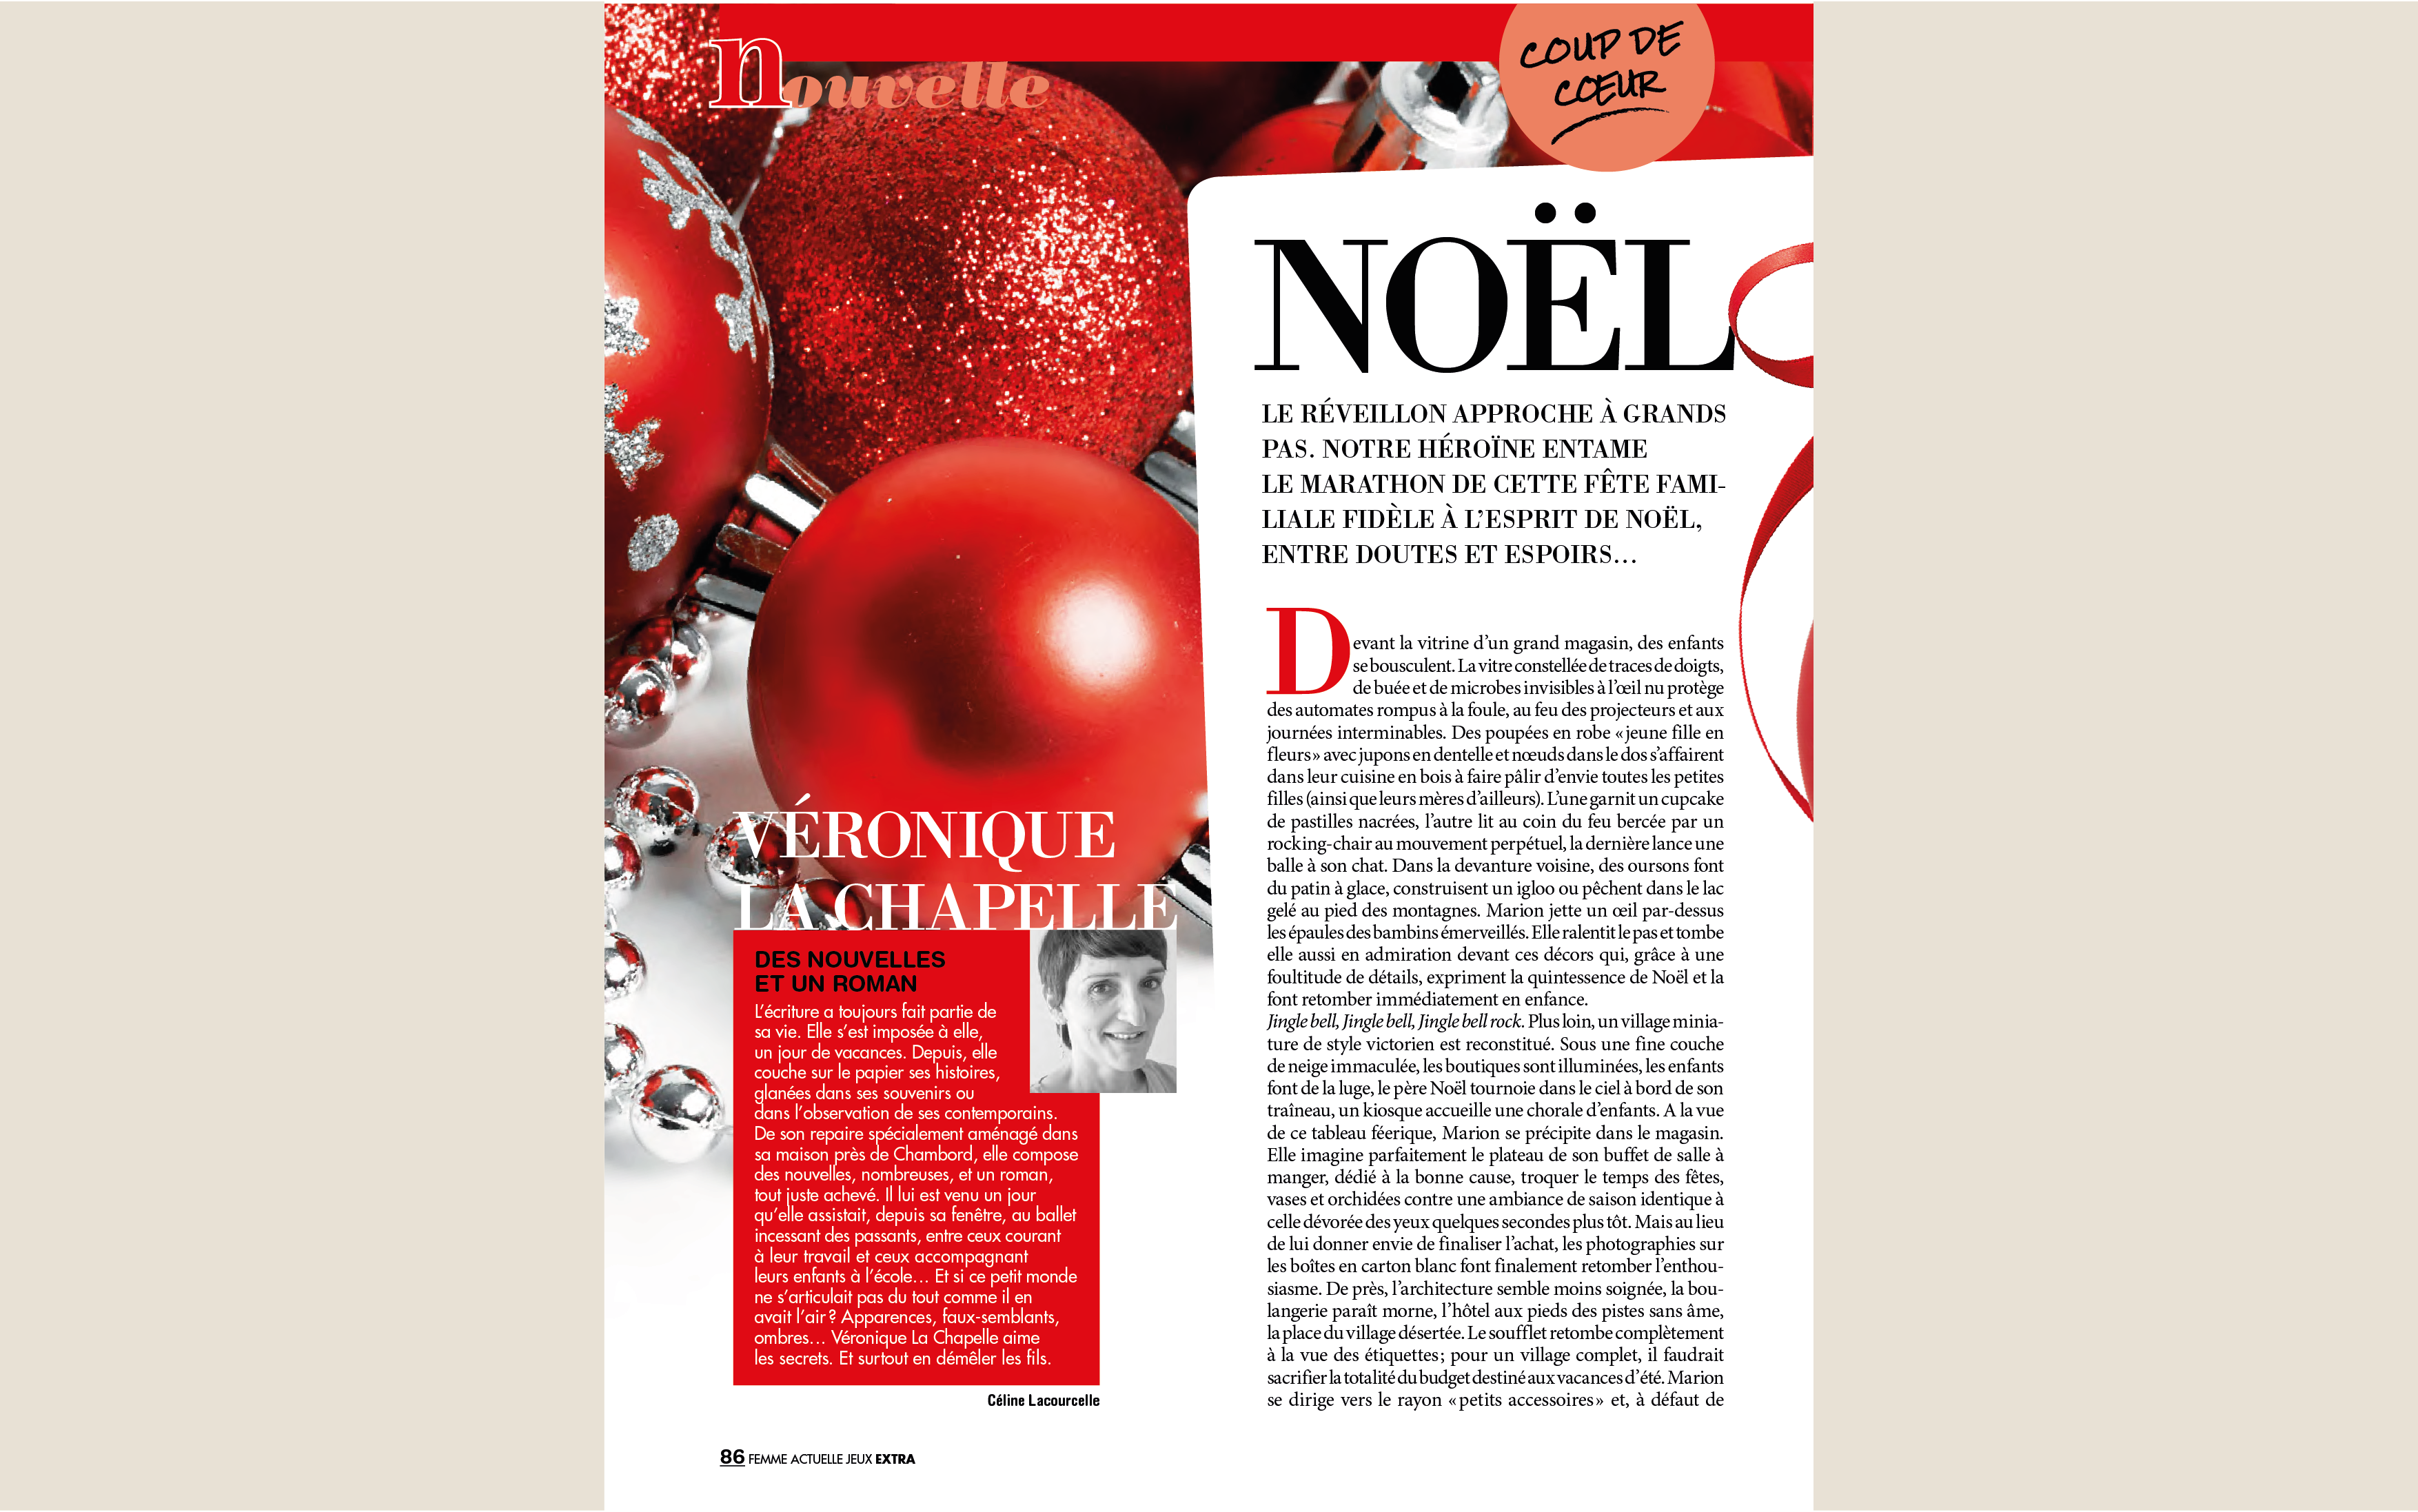 nouvelle
COUP DE
CŒUR
NOËL
LE RÉVEILLON APPROCHE À GRANDS
PAS. NOTRE HÉROÏNE ENTAME
LE MARATHON DE CETTE FÊTE FAMI-
LIALE FIDÈLE À L’ESPRIT DE NOËL,
ENTRE DOUTES ET ESPOIRS…
Devant la vitrine d’un grand magasin, des enfants
se bousculent. La vitre constellée de traces de doigts,
de buée et de microbes invisibles à l’œil nu protège
des automates rompus à la foule, au feu des projecteurs et aux
journées interminables. Des poupées en robe «jeune fille en
fleurs» avec jupons en dentelle et nœuds dans le dos s’affairent
dans leur cuisine en bois à faire pâlir d’envie toutes les petites
filles (ainsi que leurs mères d’ailleurs). L’une garnit un cupcake
de pastilles nacrées, l’autre lit au coin du feu bercée par un
rocking-chair au mouvement perpétuel, la dernière lance une
balle à son chat. Dans la devanture voisine, des oursons font
du patin à glace, construisent un igloo ou pêchent dans le lac
gelé au pied des montagnes. Marion jette un œil par-dessus
les épaules des bambins émerveillés. Elle ralentit le pas et tombe
elle aussi en admiration devant ces décors qui, grâce à une
foultitude de détails, expriment la quintessence de Noël et la
font retomber immédiatement en enfance.
Jingle bell, Jingle bell, Jingle bell rock. Plus loin, un village minia-
ture de style victorien est reconstitué. Sous une fine couche
de neige immaculée, les boutiques sont illuminées, les enfants
font de la luge, le père Noël tournoie dans le ciel à bord de son
traîneau, un kiosque accueille une chorale d’enfants. A la vue
de ce tableau féerique, Marion se précipite dans le magasin.
Elle imagine parfaitement le plateau de son buffet de salle à
manger, dédié à la bonne cause, troquer le temps des fêtes,
vases et orchidées contre une ambiance de saison identique à
celle dévorée des yeux quelques secondes plus tôt. Mais au lieu
de lui donner envie de finaliser l’achat, les photographies sur
les boîtes en carton blanc font finalement retomber l’enthou-
siasme. De près, l’architecture semble moins soignée, la bou-
langerie paraît morne, l’hôtel aux pieds des pistes sans âme,
la place du village désertée. Le soufflet retombe complètement
à la vue des étiquettes; pour un village complet, il faudrait
sacrifier la totalité du budget destiné aux vacances d’été. Marion
se dirige vers le rayon «petits accessoires» et, à défaut de
VÉRONIQUE
LA CHAPELLE
DES NOUVELLES
ET UN ROMAN
L’écriture a toujours fait partie de
sa vie. Elle s’est imposée à elle,
un jour de vacances. Depuis, elle
couche sur le papier ses histoires,
glanées dans ses souvenirs ou
dans l’observation de ses contemporains.
De son repaire spécialement aménagé dans
sa maison près de Chambord, elle compose
des nouvelles, nombreuses, et un roman,
tout juste achevé. Il lui est venu un jour
qu’elle assistait, depuis sa fenêtre, au ballet
incessant des passants, entre ceux courant
à leur travail et ceux accompagnant
leurs enfants à l’école… Et si ce petit monde
ne s’articulait pas du tout comme il en
avait l’air? Apparences, faux-semblants,
ombres… Véronique La Chapelle aime
les secrets. Et surtout en démêler les fils.
Céline Lacourcelle
86 FEMME ACTUELLE JEUX EXTRA